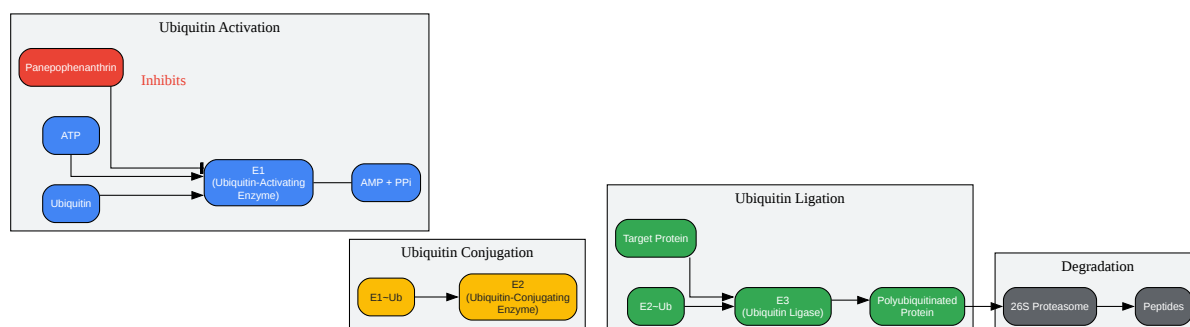 Ubiquitin Activation
Panepophenanthrin
Inhibits
ATP
E1
(Ubiquitin-Activating
Enzyme)
AMP + PPi
Ubiquitin
Ubiquitin Conjugation
E1~Ub
E2
(Ubiquitin-Conjugating
Enzyme)
Ubiquitin Ligation
Target Protein
E2~Ub
E3
(Ubiquitin Ligase)
Polyubiquitinated
Protein
Degradation
26S Proteasome
Peptides